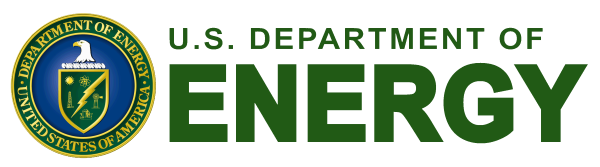 DEPARTMENT OF ENERGY
UNITED STATES OF AMERICA
U.S. DEPARTMENT OF
ENERGY